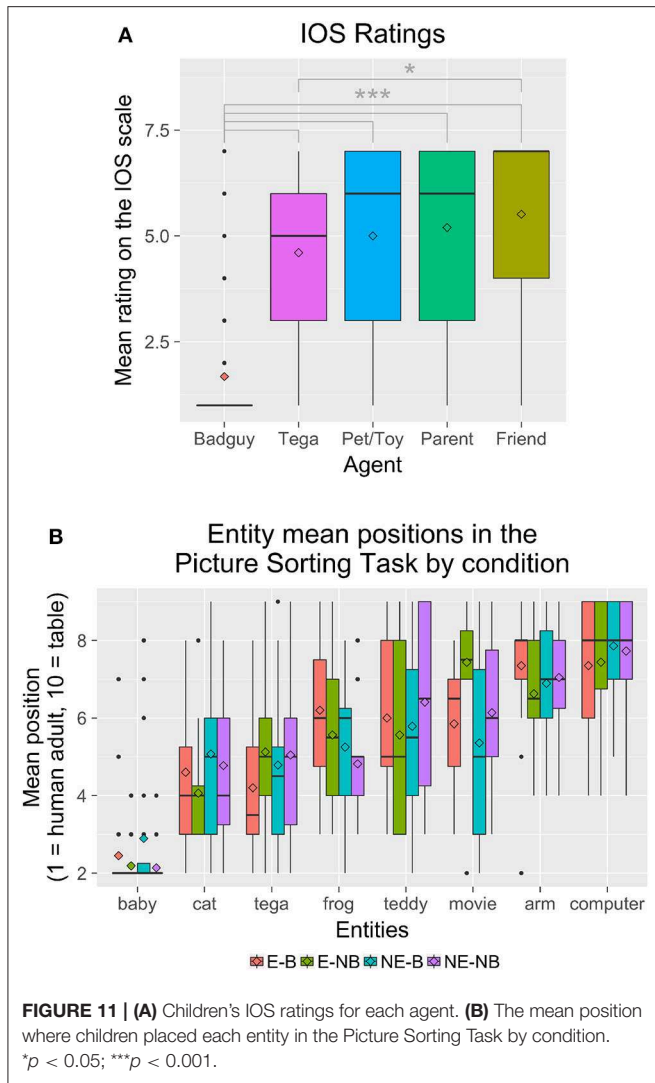 A
IOS Ratings
*
***
7.5
5.0
2.5
Mean rating on the IOS scale
Badguy Tega Pet/Toy Parent Friend
Agent
B
Entity mean positions in the
Picture Sorting Task by condition
8
6
4
2
Mean position
(1 = human adult, 10 = table)
baby cat tega frog teddy movie arm computer
Entities
E-B E-NB NE-B NE-NB
FIGURE 11 | (A) Children's IOS ratings for each agent. (B) The mean position
where children placed each entity in the Picture Sorting Task by condition.
*p < 0.05; ***p < 0.001.